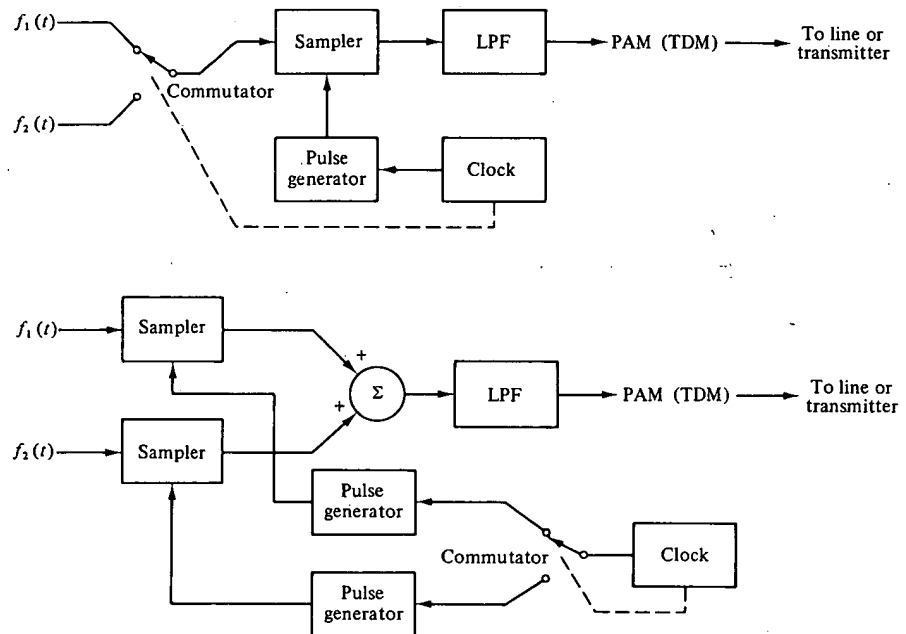 f₁(t)
Sampler
LPF
PAM (TDM)
To line or
transmitter
Commutator
f₂(t)
Pulse
generator
Clock
f₁(t)
Sampler
+
Σ
LPF
PAM (TDM)
To line or
transmitter
+
f₂(t)
Sampler
Pulse
generator
Commutator
Clock
Pulse
generator